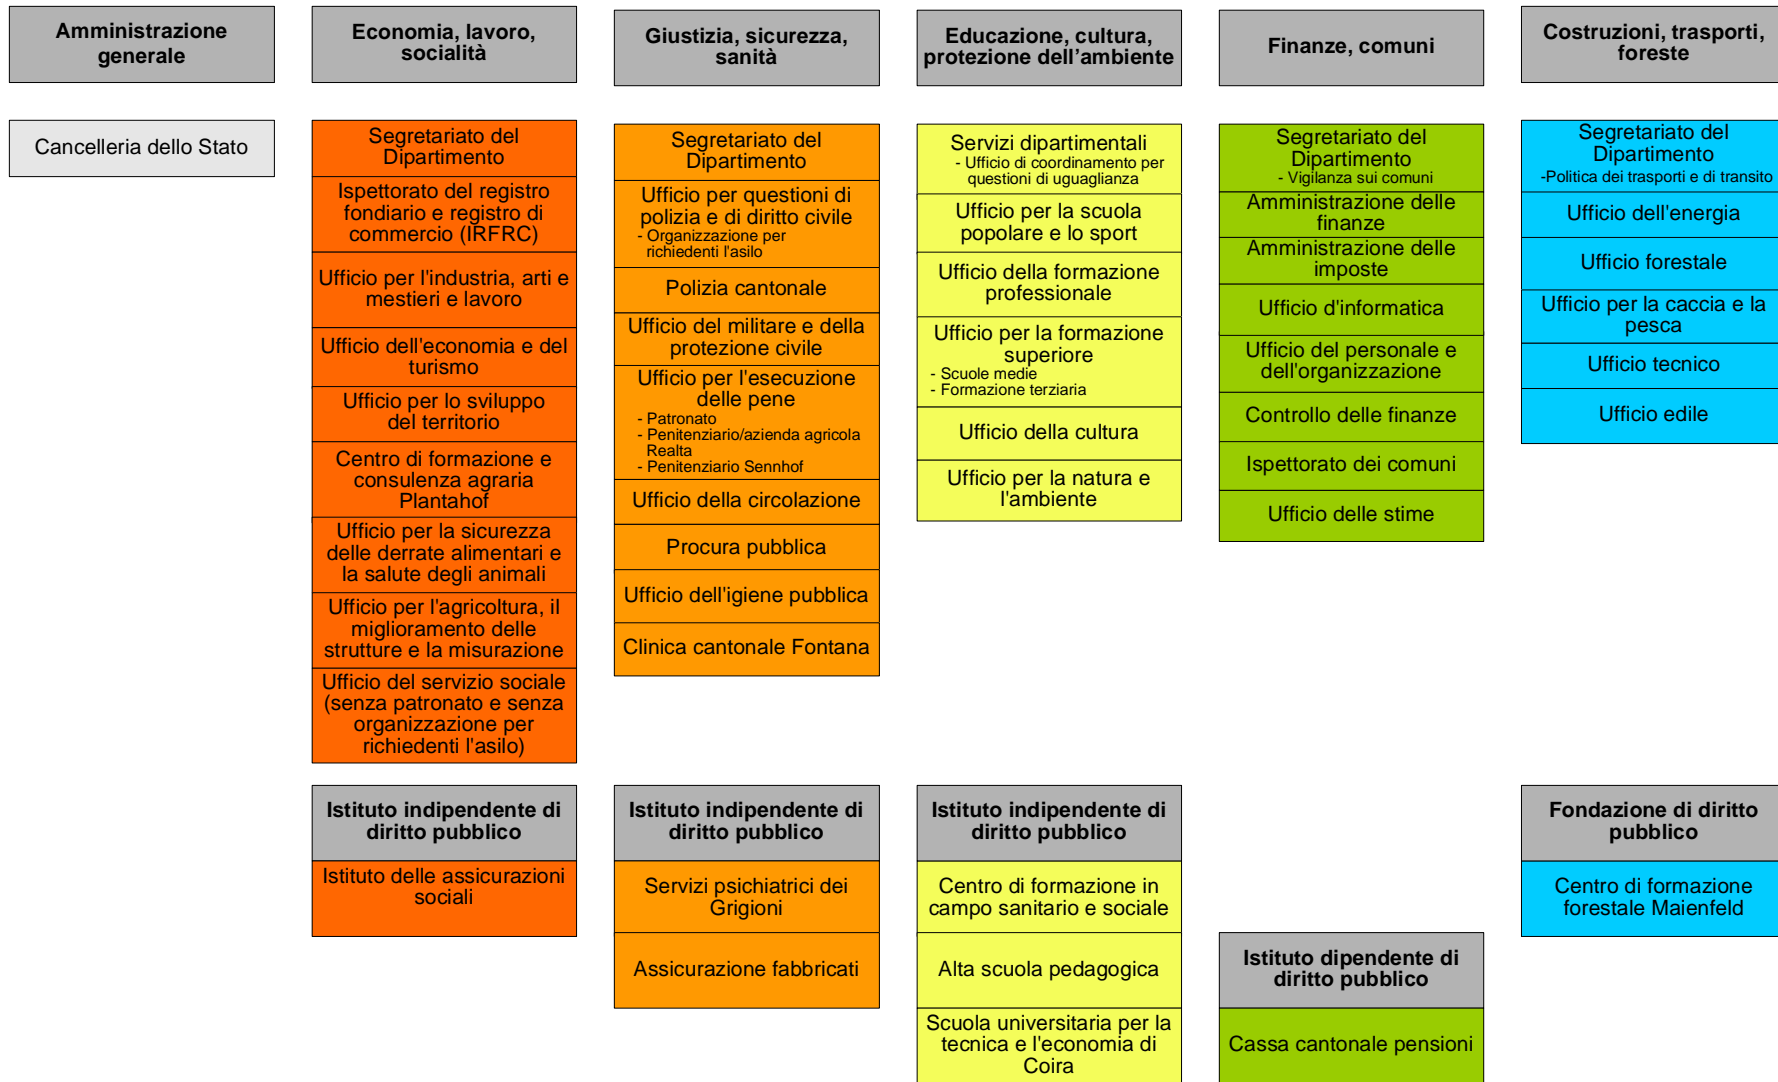 Amministrazione
generale
Economia, lavoro,
socialità
Giustizia, sicurezza,
sanità
Educazione, cultura,
protezione dell'ambiente
Finanze, comuni
Costruzioni, trasporti,
foreste
Cancelleria dello Stato
Segretariato del
Dipartimento
Ispettorato del registro
fondiario e registro di
commercio (IRFRC)
Ufficio per l'industria, arti e
mestieri e lavoro
Ufficio dell'economia e del
turismo
Ufficio per lo sviluppo
del territorio
Centro di formazione e
consulenza agraria
Plantahof
Ufficio per la sicurezza
delle derrate alimentari e
la salute degli animali
Ufficio per l'agricoltura, il
miglioramento delle
strutture e la misurazione
Ufficio del servizio sociale
(senza patronato e senza
organizzazione per
richiedenti l'asilo)
Segretariato del
Dipartimento
Ufficio per questioni di
polizia e di diritto civile
- Organizzazione per
richiedenti l'asilo
Polizia cantonale
Ufficio del militare e della
protezione civile
Ufficio per l'esecuzione
delle pene
- Patronato
- Penitenziario/azienda agricola
Realta
- Penitenziario Sennhof
Ufficio della circolazione
Procura pubblica
Ufficio dell'igiene pubblica
Clinica cantonale Fontana
Servizi dipartimentali
- Ufficio di coordinamento per
questioni di uguaglianza
Ufficio per la scuola
popolare e lo sport
Ufficio della formazione
professionale
Ufficio per la formazione
superiore
- Scuole medie
- Formazione terziaria
Ufficio della cultura
Ufficio per la natura e
l'ambiente
Segretariato del
Dipartimento
- Vigilanza sui comuni
Amministrazione delle
finanze
Amministrazione delle
imposte
Ufficio d'informatica
Ufficio del personale e
dell'organizzazione
Controllo delle finanze
Ispettorato dei comuni
Ufficio delle stime
Segretariato del
Dipartimento
-Politica dei trasporti e di transito
Ufficio dell'energia
Ufficio forestale
Ufficio per la caccia e la
pesca
Ufficio tecnico
Ufficio edile
Istituto indipendente di
diritto pubblico
Istituto delle assicurazioni
sociali
Istituto indipendente di
diritto pubblico
Servizi psichiatrici dei
Grigioni
Assicurazione fabbricati
Istituto indipendente di
diritto pubblico
Centro di formazione in
campo sanitario e sociale
Alta scuola pedagogica
Scuola universitaria per la
tecnica e l'economia di
Coira
Istituto dipendente di
diritto pubblico
Cassa cantonale pensioni
Fondazione di diritto
pubblico
Centro di formazione
forestale Maienfeld